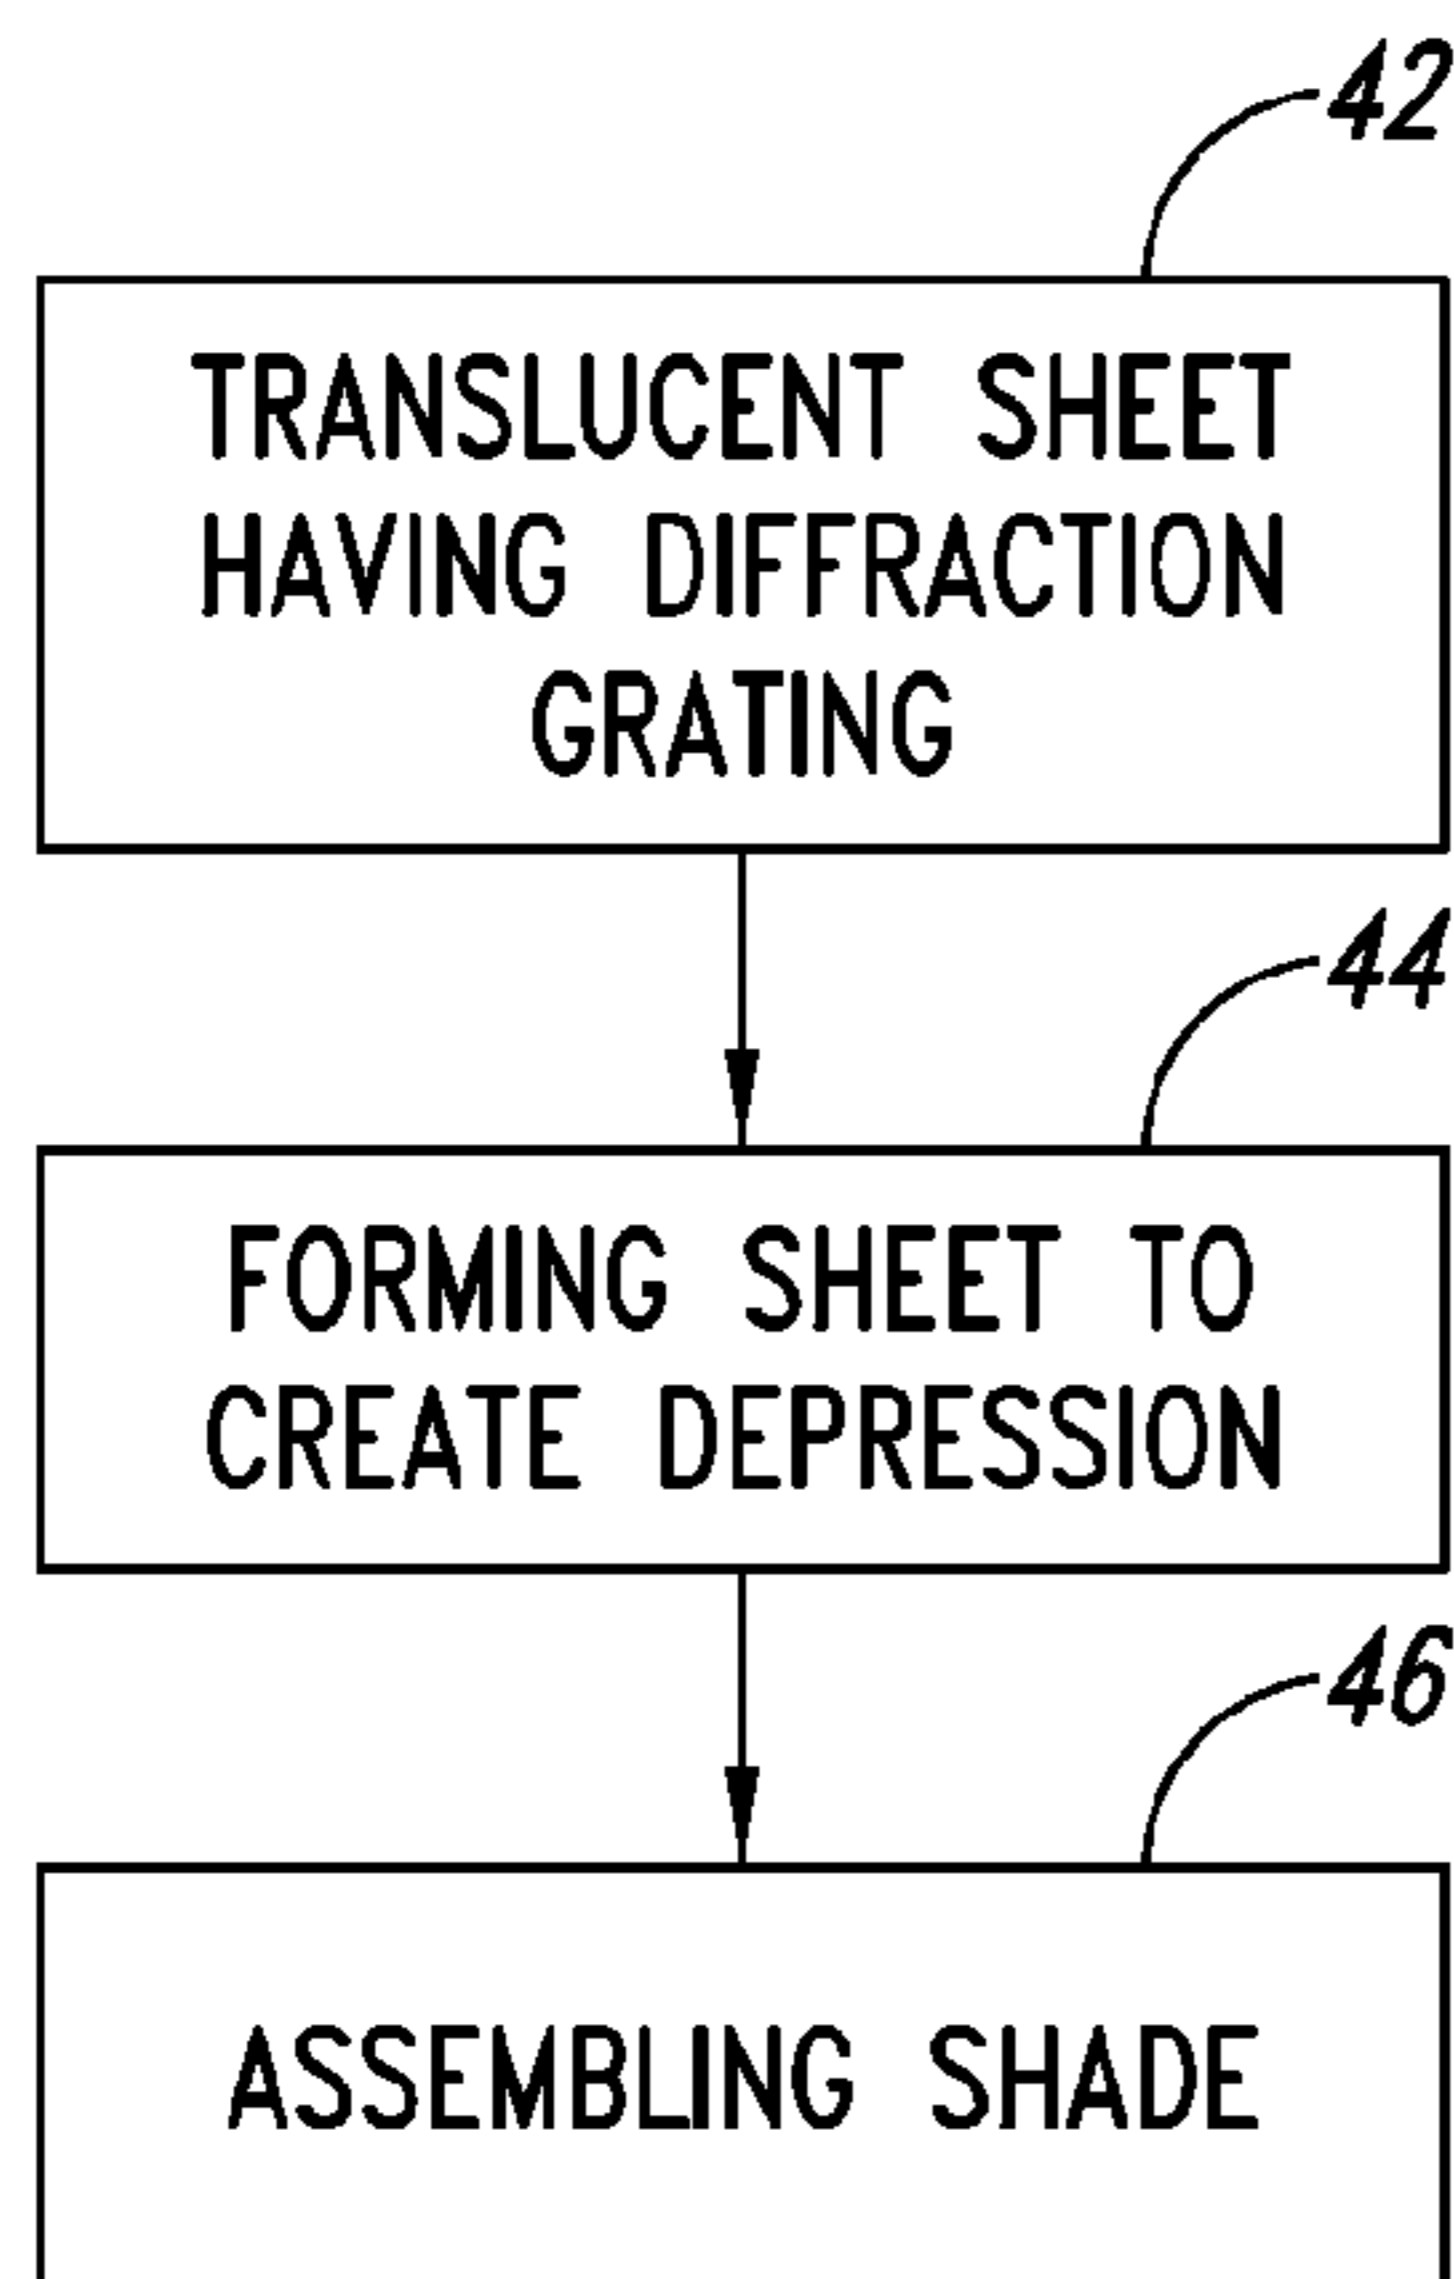 42
TRANSLUCENT SHEET
HAVING DIFFRACTION
GRATING
44
FORMING SHEET TO
CREATE DEPRESSION
46
ASSEMBLING SHADE